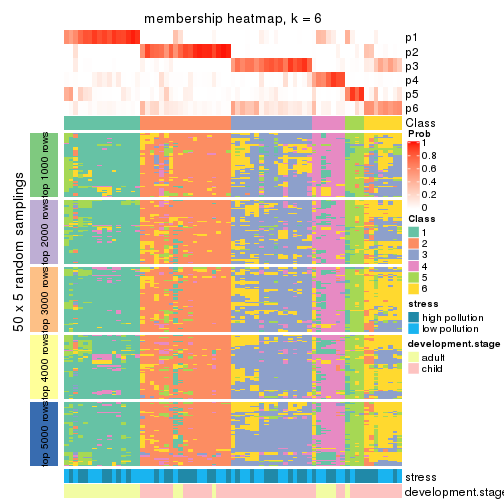 membership heatmap, k = 6
p1
p2
p3
p4
p5
p6
Class
50 x 5 random samplings
top 1000 rows
top 2000 rows
top 3000 rows
top 4000 rows
top 5000 rows
Prob
1
0.8
0.6
0.4
0.2
0
Class
1
2
3
4
5
6
stress
high pollution
low pollution
development.stage
adult
child
stress
development.stage